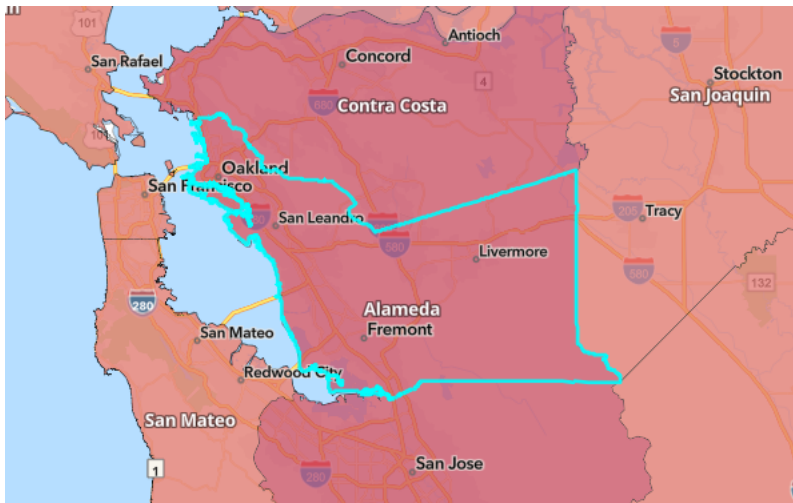 101
San Rafael
Concord
Antioch
5
4
Stockton
San Joaquin
680
Contra Costa
101
Oakland
San Francisco
San Leandro
205
Tracy
580
Livermore
580
132
280
Alameda
Fremont
San Mateo
Redwood City
San Mateo
1
San Jose
280